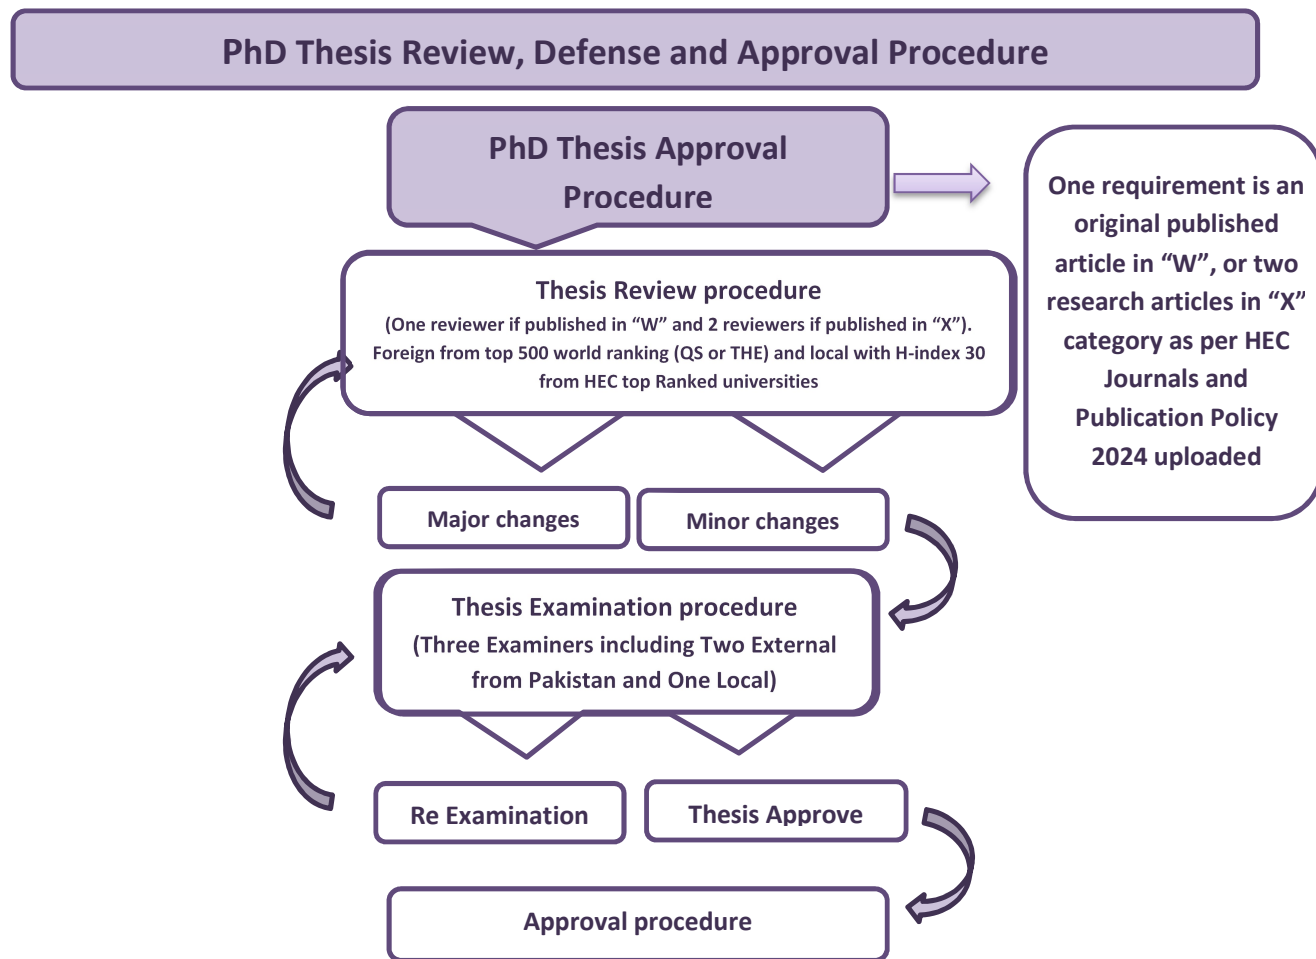 PhD Thesis Review, Defense and Approval Procedure
PhD Thesis Approval
Procedure
One requirement is an
original published
article in “W”, or two
research articles in “X”
category as per HEC
Journals and
Publication Policy
2024 uploaded
Thesis Review procedure
(One reviewer if published in “W” and 2 reviewers if published in “X”).
Foreign from top 500 world ranking (QS or THE) and local with H-index 30
from HEC top Ranked universities
Major changes
Minor changes
Thesis Examination procedure
(Three Examiners including Two External
from Pakistan and One Local)
Re Examination
Thesis Approve
Approval procedure